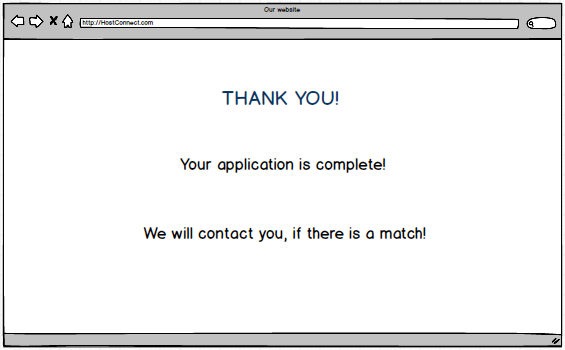 Our website
http://HostConnect.com
THANK YOU!
Your application is complete!
We will contact you, if there is a match!